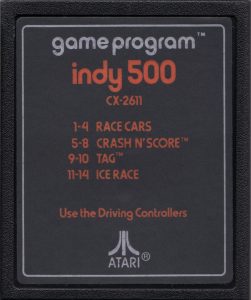 game program™
indy 500
CX-2611
1-4 RACE CARS
5-8 CRASH N' SCORE™
9-10 TAG™
11-14 ICE RACE
Use the Driving Controllers
ATARI®